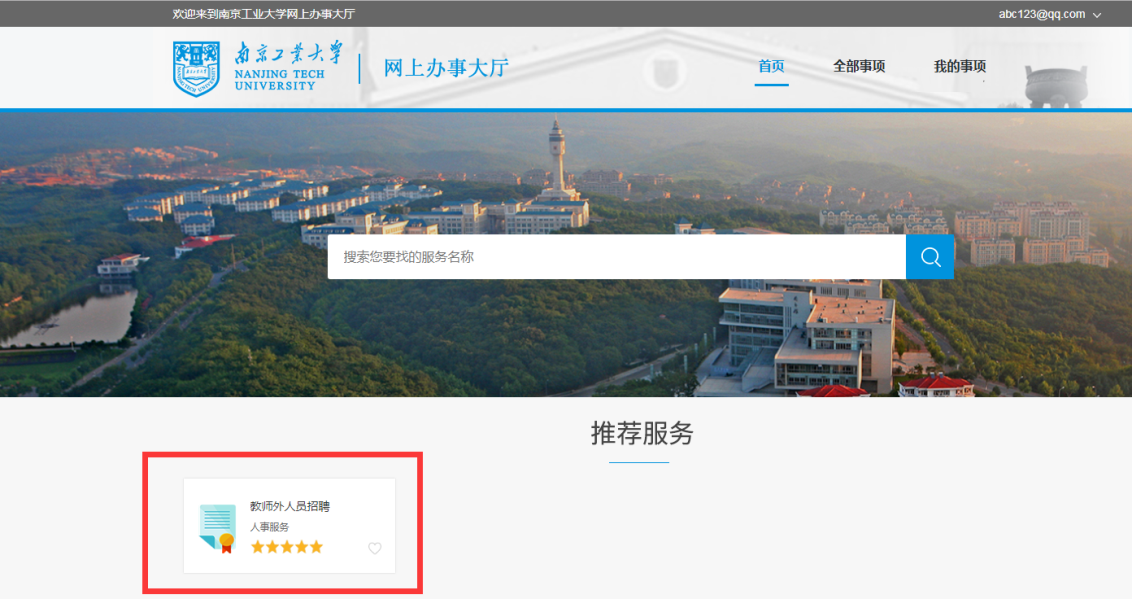 欢迎来到南京工业大学网上办事大厅
abc123@qq.com
南京工业大学
NANJING TECH
UNIVERSITY
网上办事大厅
首页
全部事项
我的事项
搜索您要找的服务名称
推荐服务
教师外人员招聘
人事服务